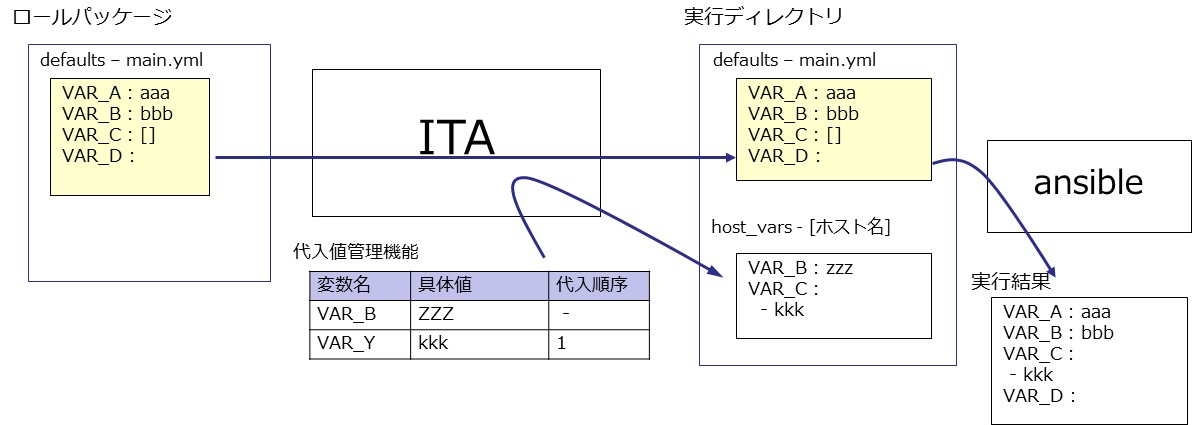 ロールパッケージ
defaults – main.yml
VAR_A : aaa
VAR_B : bbb
VAR_C : []
VAR_D :
ITA
代入値管理機能
変数名 具体値 代入順序
VAR_B ZZZ -
VAR_Y kkk 1
実行ディレクトリ
defaults – main.yml
VAR_A : aaa
VAR_B : bbb
VAR_C : []
VAR_D :
host_vars - [ホスト名]
VAR_B : zzz
VAR_C :
- kkk
ansible
実行結果
VAR_A : aaa
VAR_B : bbb
VAR_C :
- kkk
VAR_D :